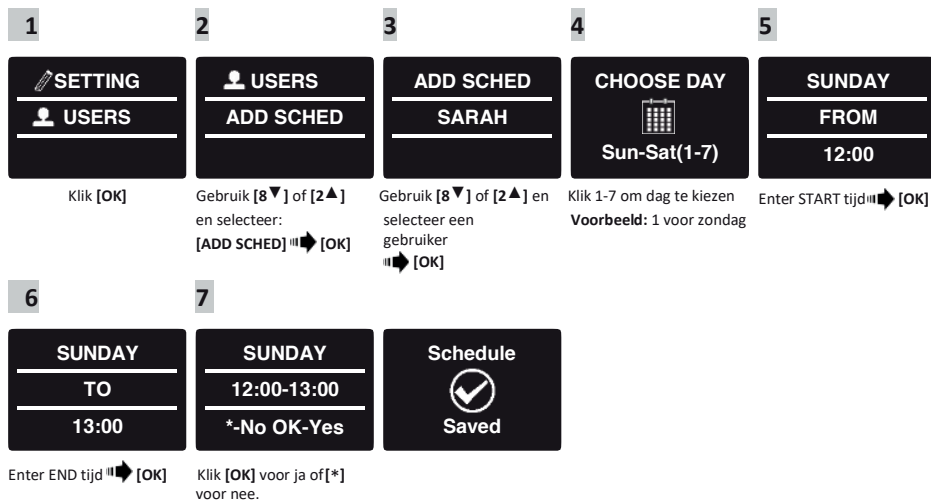 1
SETTING
USERS
Klik [OK]
2
USERS
ADD SCHED
Gebruik [8▼] of [2▲]
en selecteer:
[ADD SCHED] ➡ [OK]
3
ADD SCHED
SARAH
Gebruik [8▼] of [2▲] en
selecteer een
gebruiker
➡ [OK]
4
CHOOSE DAY
Sun-Sat(1-7)
Klik 1-7 om dag te kiezen
Voorbeeld: 1 voor zondag
5
SUNDAY
FROM
12:00
Enter START tijd ➡ [OK]
6
SUNDAY
TO
13:00
Enter END tijd ➡ [OK]
7
SUNDAY
12:00-13:00
*-No OK-Yes
Klik [OK] voor ja of[*]
voor nee.
Schedule
Saved